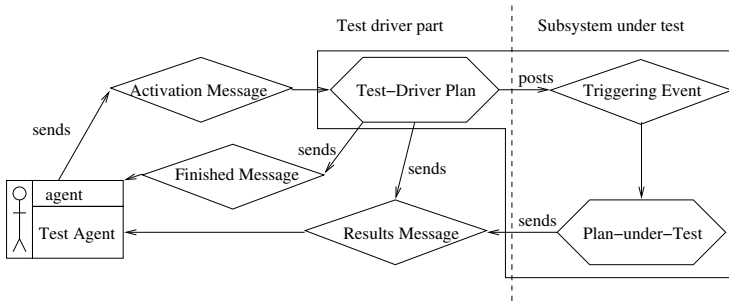 Test driver part
Subsystem under test
Activation Message
Test−Driver Plan
posts
Triggering Event
sends
sends
Finished Message
sends
agent
Test Agent
Results Message
sends
Plan−under−Test